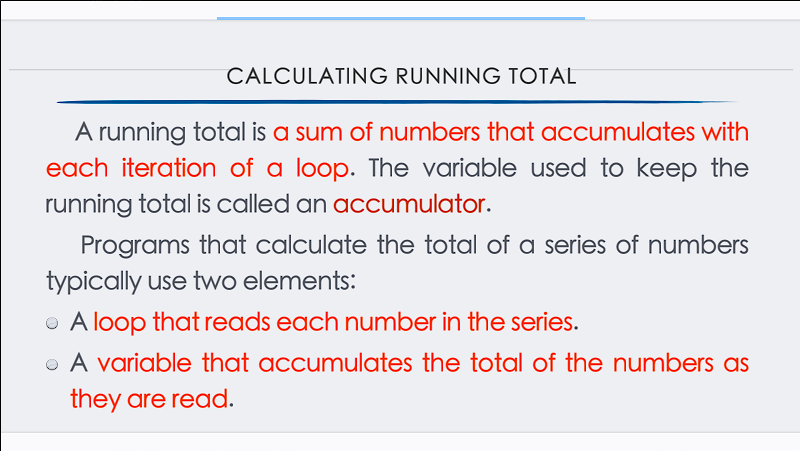 CALCULATING RUNNING TOTAL
A running total is a sum of numbers that accumulates with
each iteration of a loop. The variable used to keep the
running total is called an accumulator.
Programs that calculate the total of a series of numbers
typically use two elements:
A loop that reads each number in the series.
A variable that accumulates the total of the numbers as
they are read.